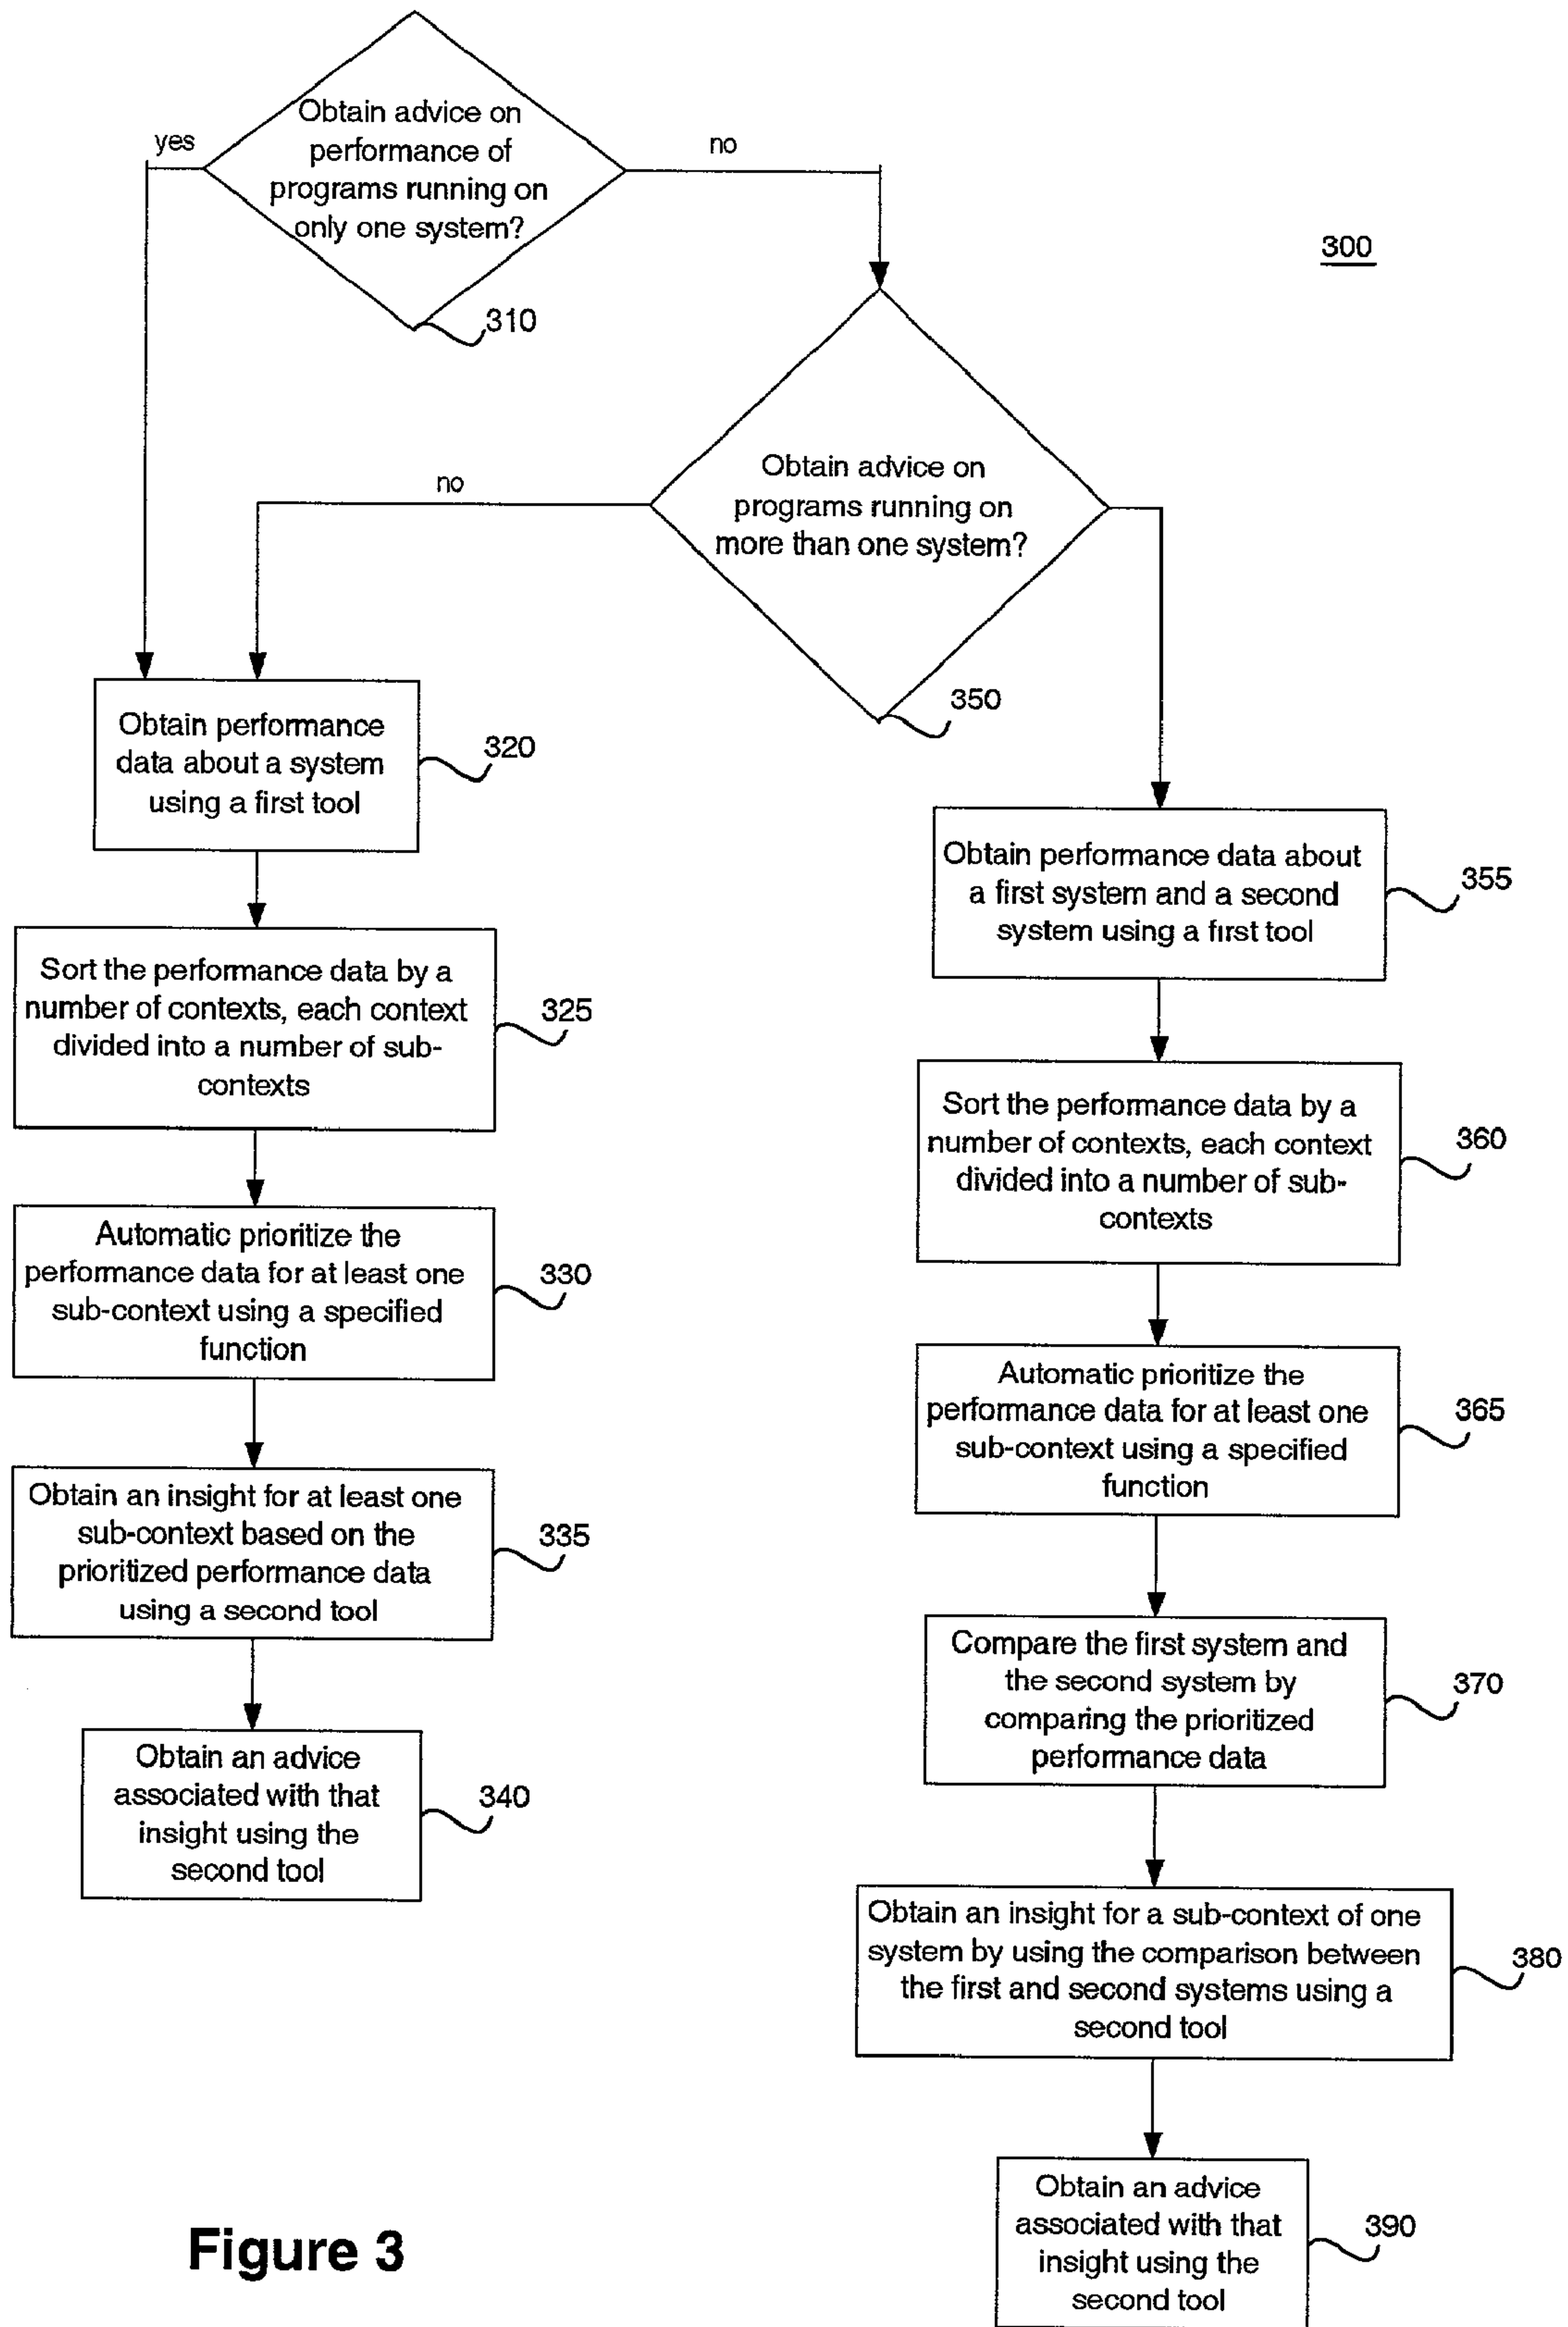 Obtain advice on
performance of
programs running on
only one system?
yes
no
310
300
Obtain advice on
programs running on
more than one system?
no
350
Obtain performance
data about a system
using a first tool
320
Sort the performance data by a
number of contexts, each context
divided into a number of sub-
contexts
325
Automatic prioritize the
performance data for at least one
sub-context using a specified
function
330
Obtain an insight for at least one
sub-context based on the
prioritized performance data
using a second tool
335
Obtain an advice
associated with that
insight using the
second tool
340
Obtain performance data about
a first system and a second
system using a first tool
355
Sort the performance data by a
number of contexts, each context
divided into a number of sub-
contexts
360
Automatic prioritize the
performance data for at least one
sub-context using a specified
function
365
Compare the first system and
the second system by
comparing the prioritized
performance data
370
Obtain an insight for a sub-context of one
system by using the comparison between
the first and second systems using a
second tool
380
Obtain an advice
associated with that
insight using the
second tool
390
Figure 3